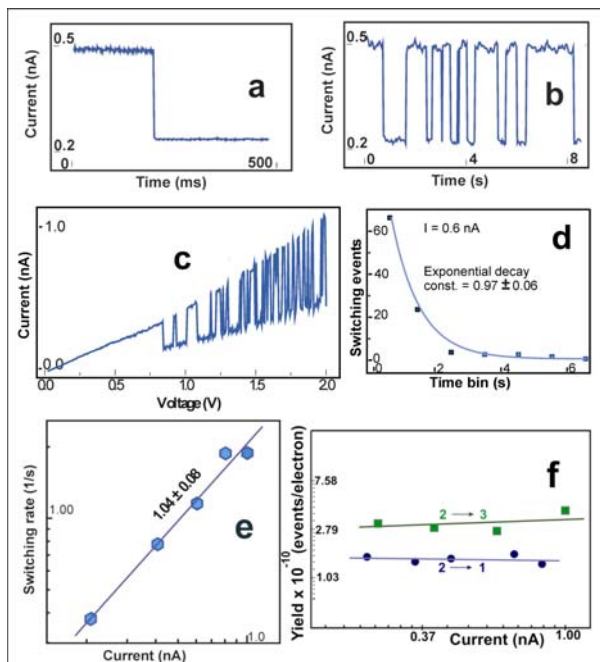 0.5
Current (nA)
a
0.2
0
500
Time (ms)
0.5
Current (nA)
b
0.2
0
4
8
Time (s)
1.0
Current (nA)
c
0.0
0.0
0.5
1.0
1.5
2.0
Voltage(V)
60
I = 0.6 nA
d
Switching events
40
Exponential decay
const. = 0.97 ± 0.06
20
0
0
2
4
6
Time bin (s)
Switching rate (1/s)
1.04 ± 0.08
e
1.00
1.0
Current (nA)
f
Yield x 10⁻¹⁰ (events/electron)
7.58
2 → 3
2.79
2 → 1
1.03
0.37
1.00
Current (nA)